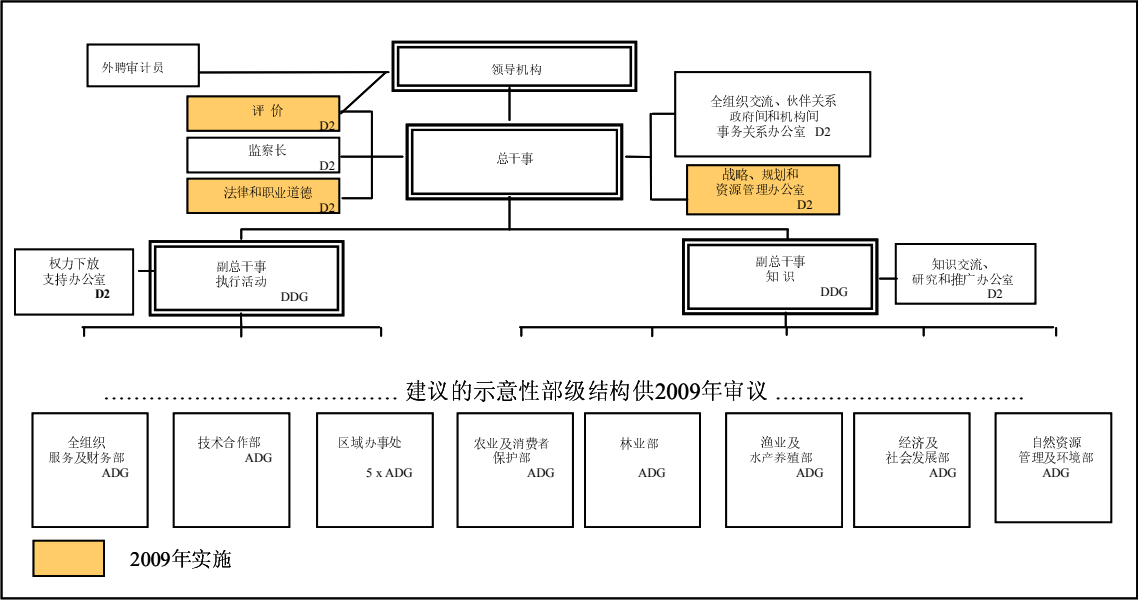 外聘审计员
领导机构
评 价
D2
监察长
D2
法律和职业道德
D2
总干事
全组织交流、伙伴关系
政府间和机构间
事务关系办公室 D2
战略、规划和
资源管理办公室
D2
权力下放
支持办公室
D2
副总干事
执行活动
DDG
副总干事
知 识
DDG
知识交流、
研究和推广办公室
D2
………………………………… 建议的示意性部级结构供2009年审议 ……………………………
全组织
服务及财务部
ADG
技术合作部
ADG
区域办事处
5 x ADG
农业及消费者
保护部
ADG
林业部
ADG
渔业及
水产养殖部
ADG
经济及
社会发展部
ADG
自然资源
管理及环境部
ADG
2009年实施